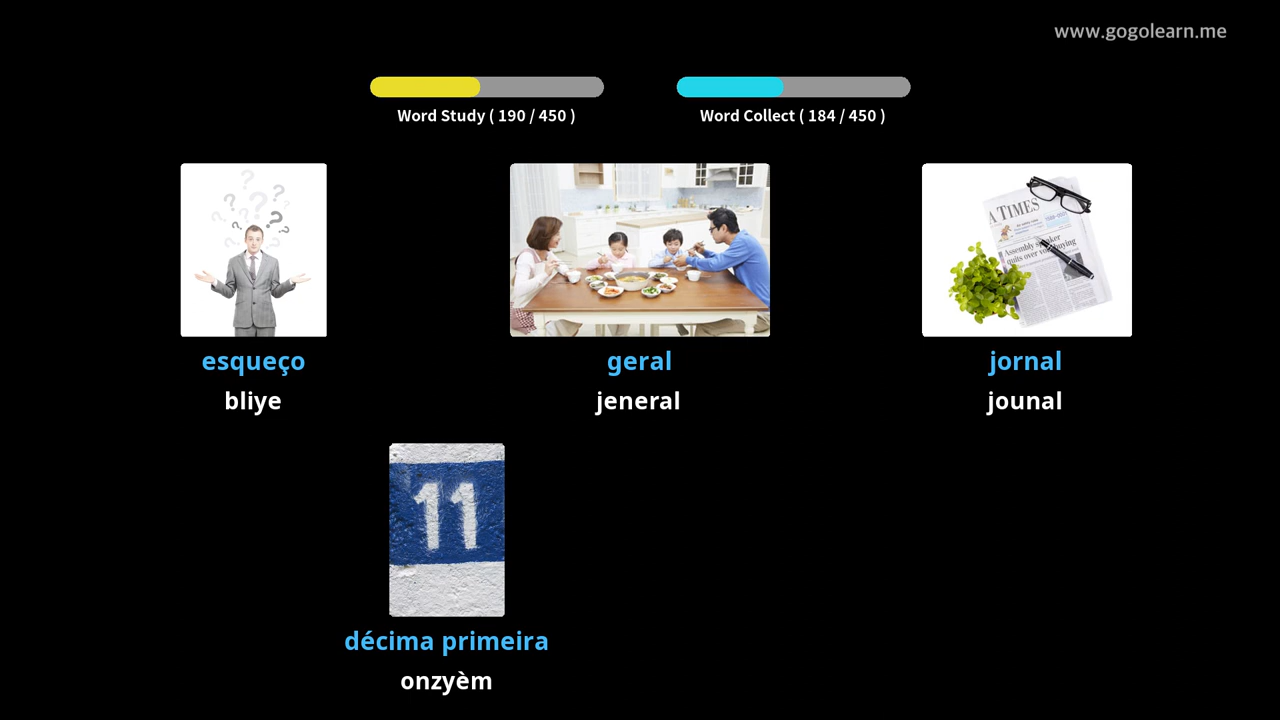 www.gogolearn.me
Word Study ( 190 / 450 )
Word Collect ( 184 / 450 )
A TIMES
esqueço
bliye
geral
jeneral
jornal
jounal
11
décima primeira
onzyèm